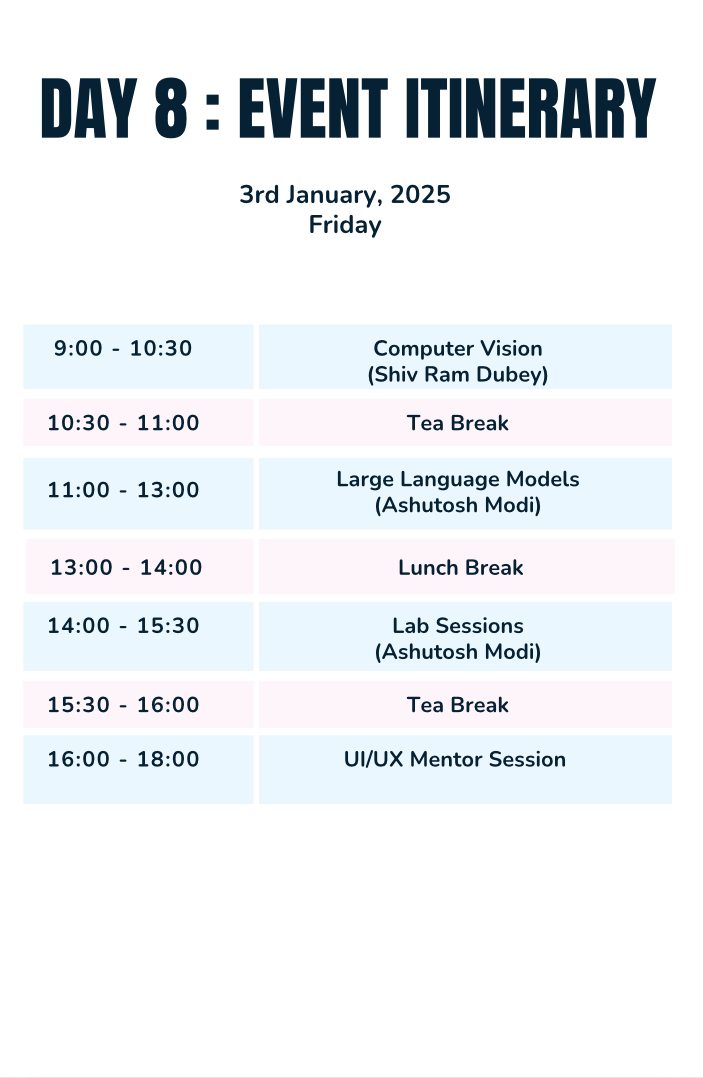 DAY 8 : EVENT ITINERARY
3rd January, 2025
Friday
9:00 - 10:30
Computer Vision
(Shiv Ram Dubey)
10:30 - 11:00
Tea Break
11:00 - 13:00
Large Language Models
(Ashutosh Modi)
13:00 - 14:00
Lunch Break
14:00 - 15:30
Lab Sessions
(Ashutosh Modi)
15:30 - 16:00
Tea Break
16:00 - 18:00
UI/UX Mentor Session